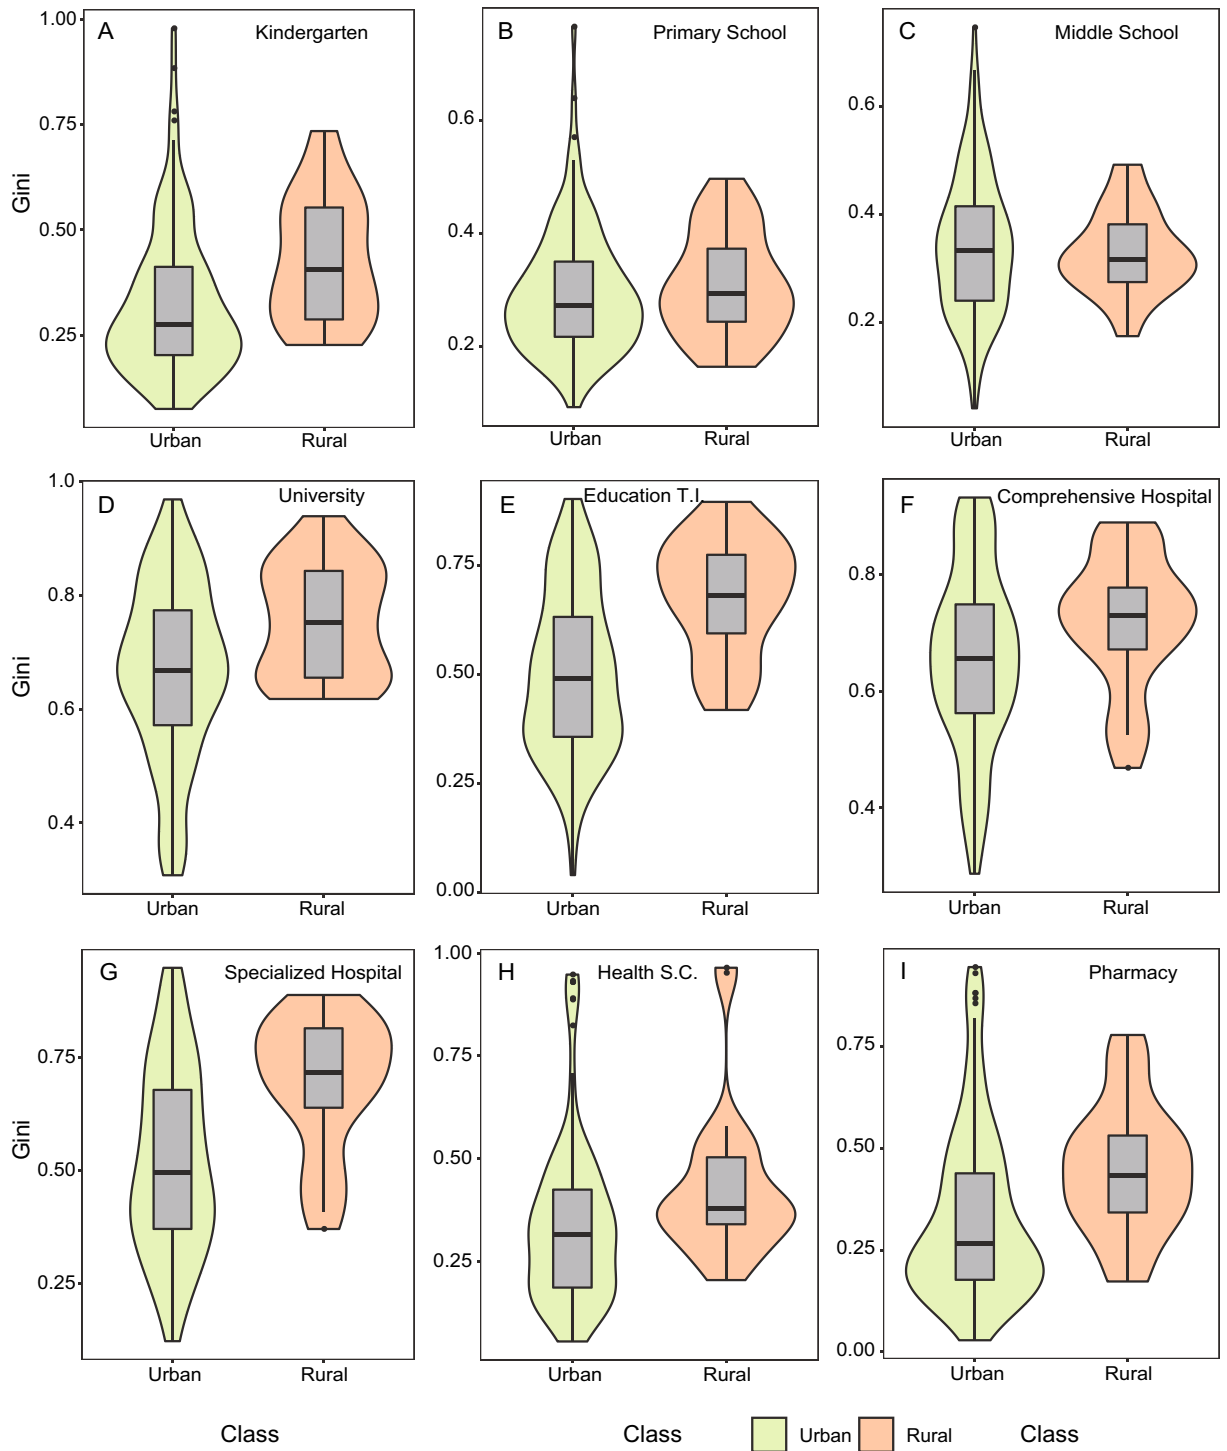 A Kindergarten
1.00
0.75
0.50
0.25
Gini
Urban Rural
B Primary School
0.6
0.4
0.2
Urban Rural
C Middle School
0.6
0.4
0.2
Urban Rural
D University
1.0
0.8
0.6
0.4
Gini
Urban Rural
E Education T.I.
0.75
0.50
0.25
0.00
Urban Rural
F Comprehensive Hospital
0.8
0.6
0.4
Urban Rural
G Specialized Hospital
0.75
0.50
0.25
Gini
Urban Rural
H Health S.C.
1.00
0.75
0.50
0.25
Urban Rural
I Pharmacy
0.75
0.50
0.25
0.00
Urban Rural
Class Class Urban Rural Class